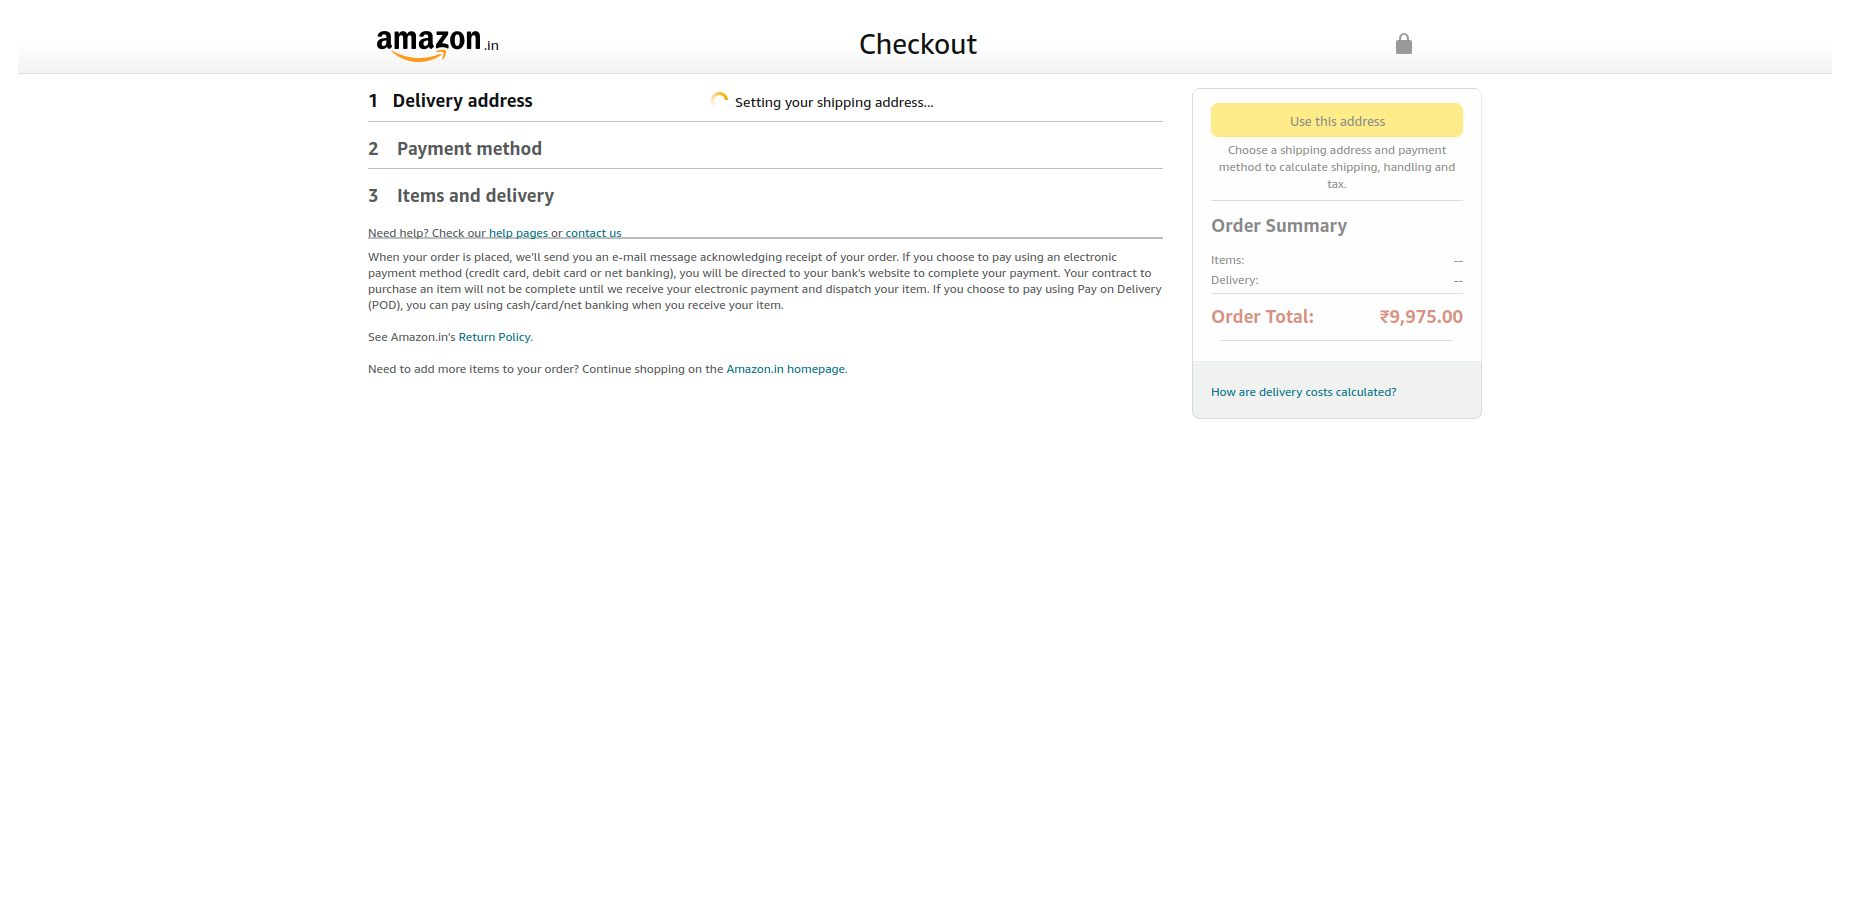 amazon.in
Checkout
1 Delivery address
Setting your shipping address...
2 Payment method
3 Items and delivery
Need help? Check our help pages or contact us
When your order is placed, we'll send you an e-mail message acknowledging receipt of your order. If you choose to pay using an electronic
payment method (credit card, debit card or net banking), you will be directed to your bank's website to complete your payment. Your contract to
purchase an item will not be complete until we receive your electronic payment and dispatch your item. If you choose to pay using Pay on Delivery
(POD), you can pay using cash/card/net banking when you receive your item.
See Amazon.in's Return Policy.
Need to add more items to your order? Continue shopping on the Amazon.in homepage.
Use this address
Choose a shipping address and payment
method to calculate shipping, handling and
tax.
Order Summary
Items: --
Delivery: --
Order Total: ₹9,975.00
How are delivery costs calculated?